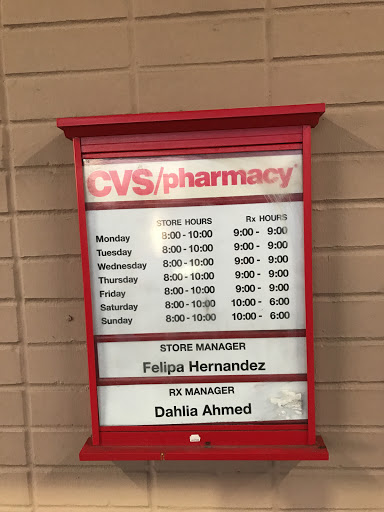 CVS/pharmacy
STORE HOURS Rx HOURS
Monday 8:00 - 10:00 9:00 - 9:00
Tuesday 8:00 - 10:00 9:00 - 9:00
Wednesday 8:00 - 10:00 9:00 - 9:00
Thursday 8:00 - 10:00 9:00 - 9:00
Friday 8:00 - 10:00 9:00 - 9:00
Saturday 8:00 - 10:00 10:00 - 6:00
Sunday 8:00 - 10:00 10:00 - 6:00
STORE MANAGER
Felipa Hernandez
RX MANAGER
Dahlia Ahmed